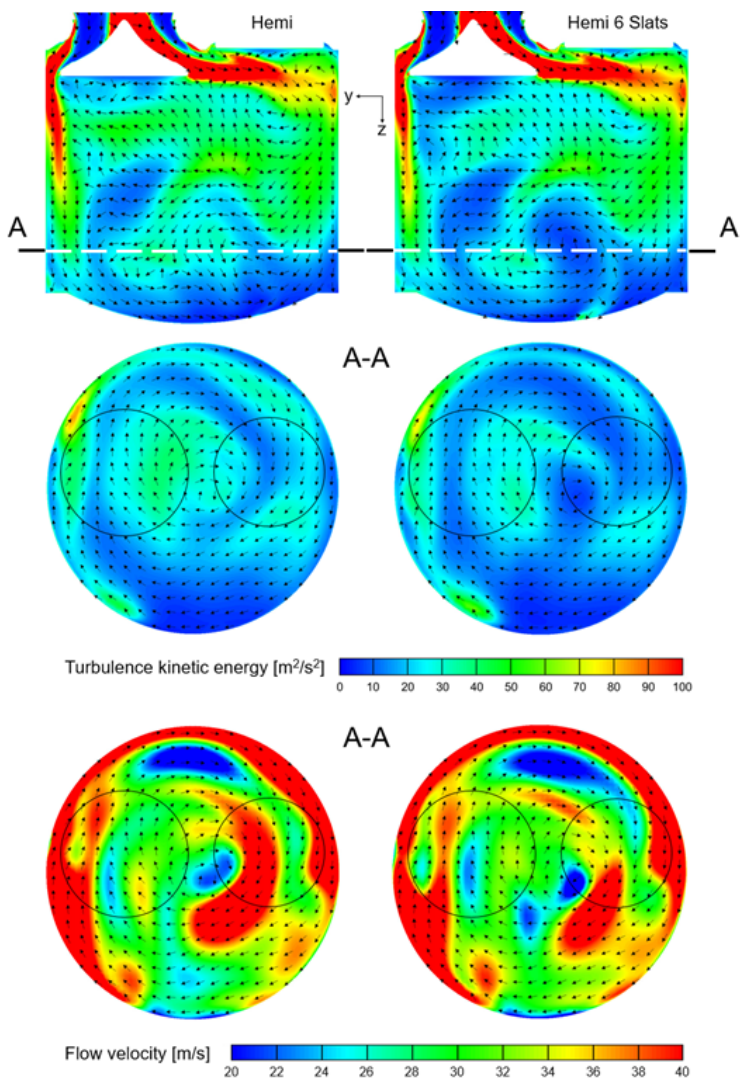 Hemi
Hemi 6 Slats
y
z
A
A
A-A
Turbulence kinetic energy [m²/s²]
0 10 20 30 40 50 60 70 80 90 100
A-A
Flow velocity [m/s]
20 22 24 26 28 30 32 34 36 38 40